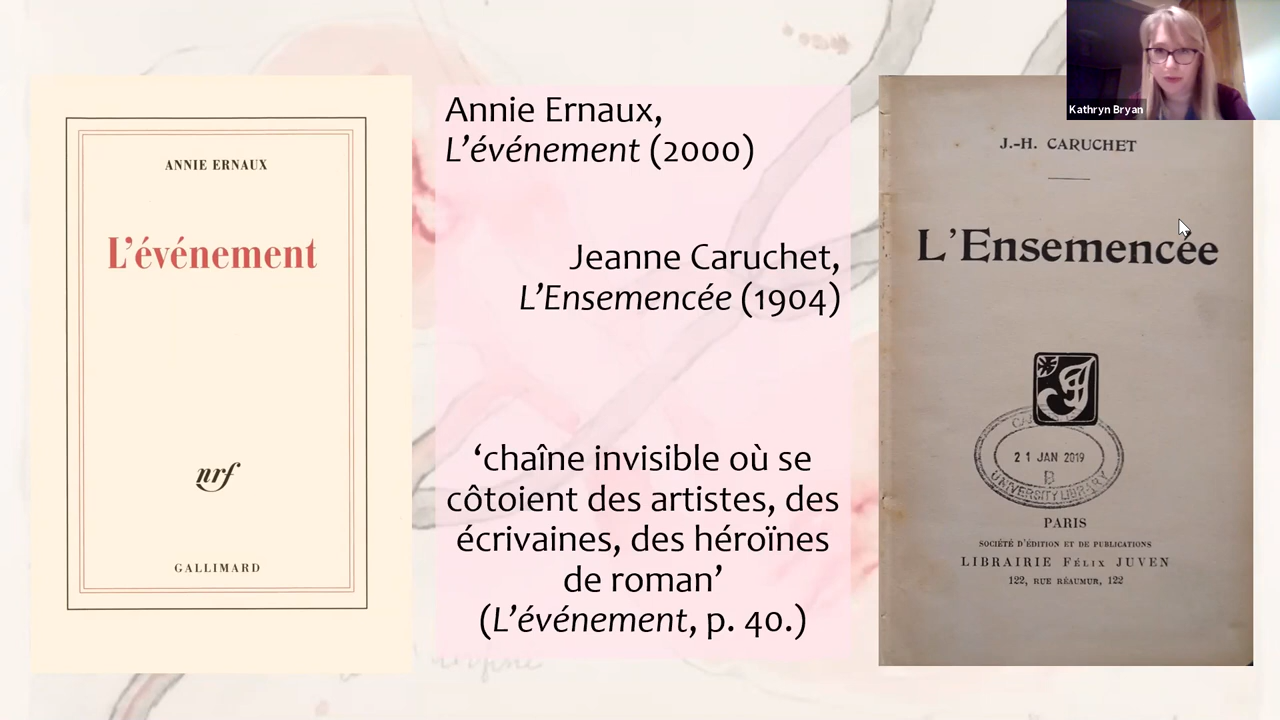 ANNIE ERNAUX
L'événement
nrf
GALLIMARD
Annie Ernaux,
L'événement (2000)
Jeanne Caruchet,
L'Ensemencée (1904)
‘chaîne invisible où se
côtoient des artistes, des
écrivaines, des héroïnes
de roman’
(L'événement, p. 40.)
Kathryn Bryan
J.-H. CARUCHET
L'Ensemencée
21 JAN 2019
B
UNIVERSITY LIBRARY
PARIS
SOCIÉTÉ D'ÉDITION ET DE PUBLICATIONS
LIBRAIRIE FÉLIX JUVEN
122, RUE RÉAUMUR, 122